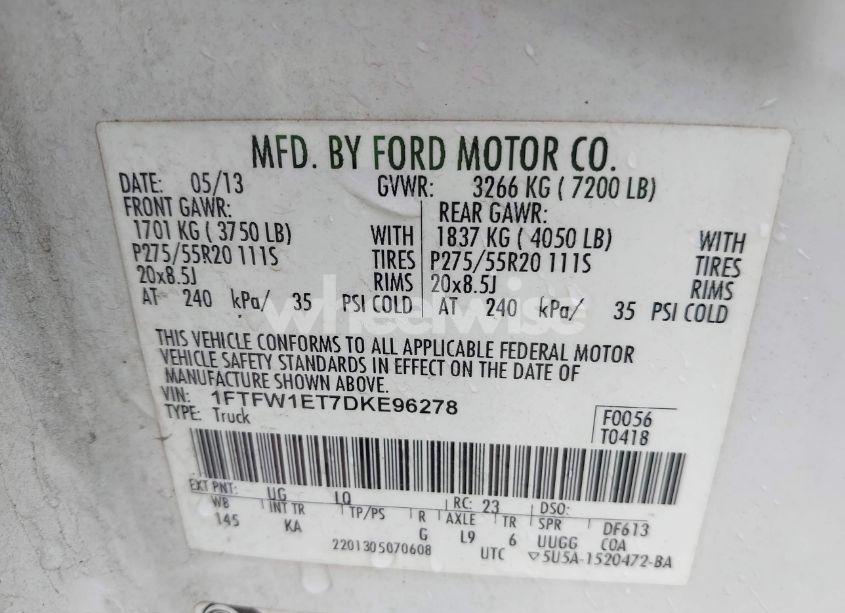 MFD. BY FORD MOTOR CO.
DATE: 05/13 GVWR: 3266 KG ( 7200 LB)
FRONT GAWR: REAR GAWR:
1701 KG ( 3750 LB) WITH 1837 KG ( 4050 LB) WITH
P275/55R20 111S TIRES P275/55R20 111S TIRES
20x8.5J RIMS 20x8.5J RIMS
AT 240 kPa/ 35 PSI COLD AT 240 kPa/ 35 PSI COLD
wheelwise
THIS VEHICLE CONFORMS TO ALL APPLICABLE FEDERAL MOTOR
VEHICLE SAFETY STANDARDS IN EFFECT ON THE DATE OF
MANUFACTURE SHOWN ABOVE.
VIN: 1FTFW1ET7DKE96278
TYPE: Truck
F0056
T0418
EXT PNT: UG RC: 23 DSO:
WB INT TR TP/PS R AXLE TR SPR DF613
145 KA G L9 6 UUGG COA
2201305070608 UTC ▽5U5A-1520472-BA